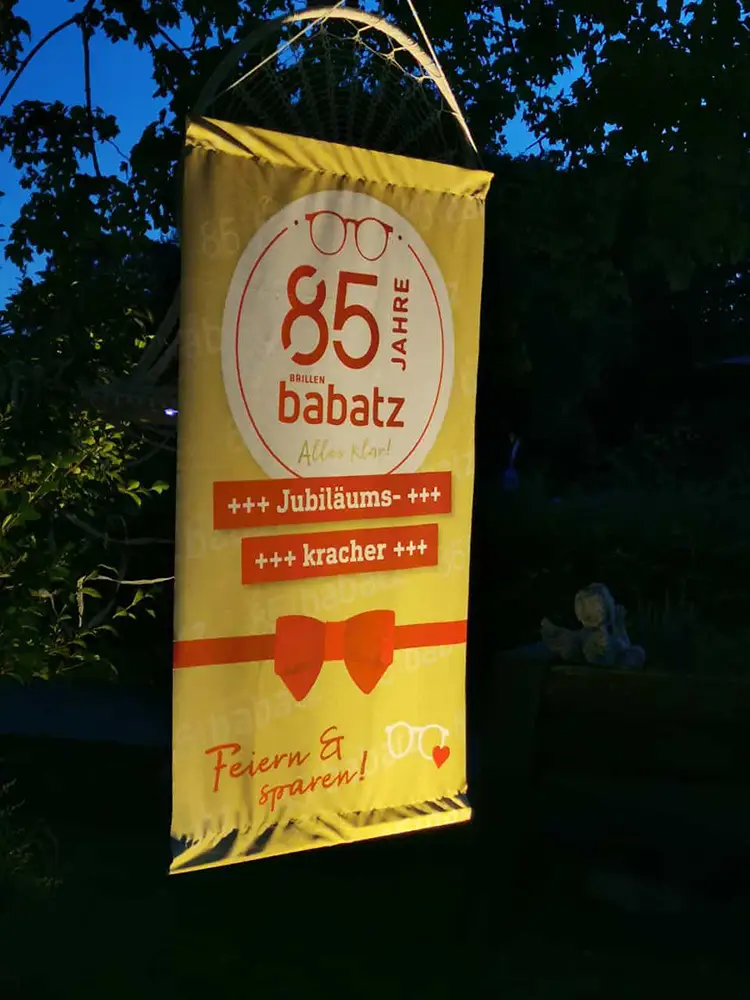 85 JAHRE
BRILLEN
babatz
Alles Klar!
+++ Jubiläums- +++
+++ kracher +++
Feiern &
sparen!